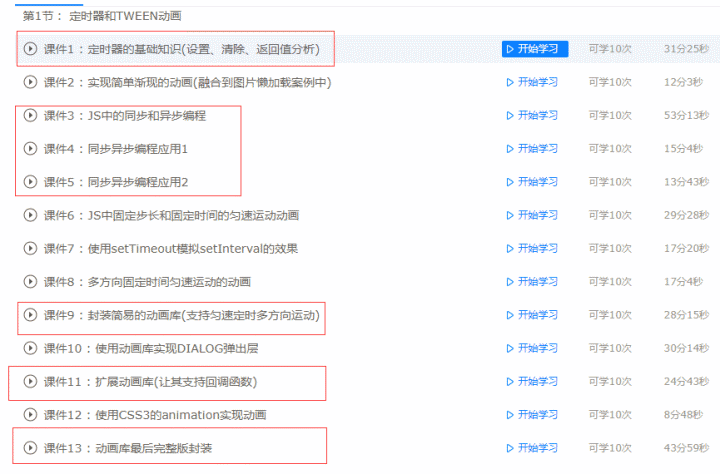 第1节： 定时器和TWEEN动画
课件1：定时器的基础知识(设置、清除、返回值分析) 开始学习 可学10次 31分25秒
课件2：实现简单渐现的动画(融合到图片懒加载案例中) 开始学习 可学10次 12分3秒
课件3：JS中的同步和异步编程 开始学习 可学10次 53分13秒
课件4：同步异步编程应用1 开始学习 可学10次 15分4秒
课件5：同步异步编程应用2 开始学习 可学10次 13分43秒
课件6：JS中固定步长和固定时间的匀速运动动画 开始学习 可学10次 29分28秒
课件7：使用setTimeout模拟setInterval的效果 开始学习 可学10次 17分20秒
课件8：多方向固定时间匀速运动的动画 开始学习 可学10次 17分4秒
课件9：封装简易的动画库(支持匀速定时多方向运动) 开始学习 可学10次 28分15秒
课件10：使用动画库实现DIALOG弹出层 开始学习 可学10次 30分14秒
课件11：扩展动画库(让其支持回调函数) 开始学习 可学10次 24分43秒
课件12：使用CSS3的animation实现动画 开始学习 可学10次 8分48秒
课件13：动画库最后完整版封装 开始学习 可学10次 43分59秒